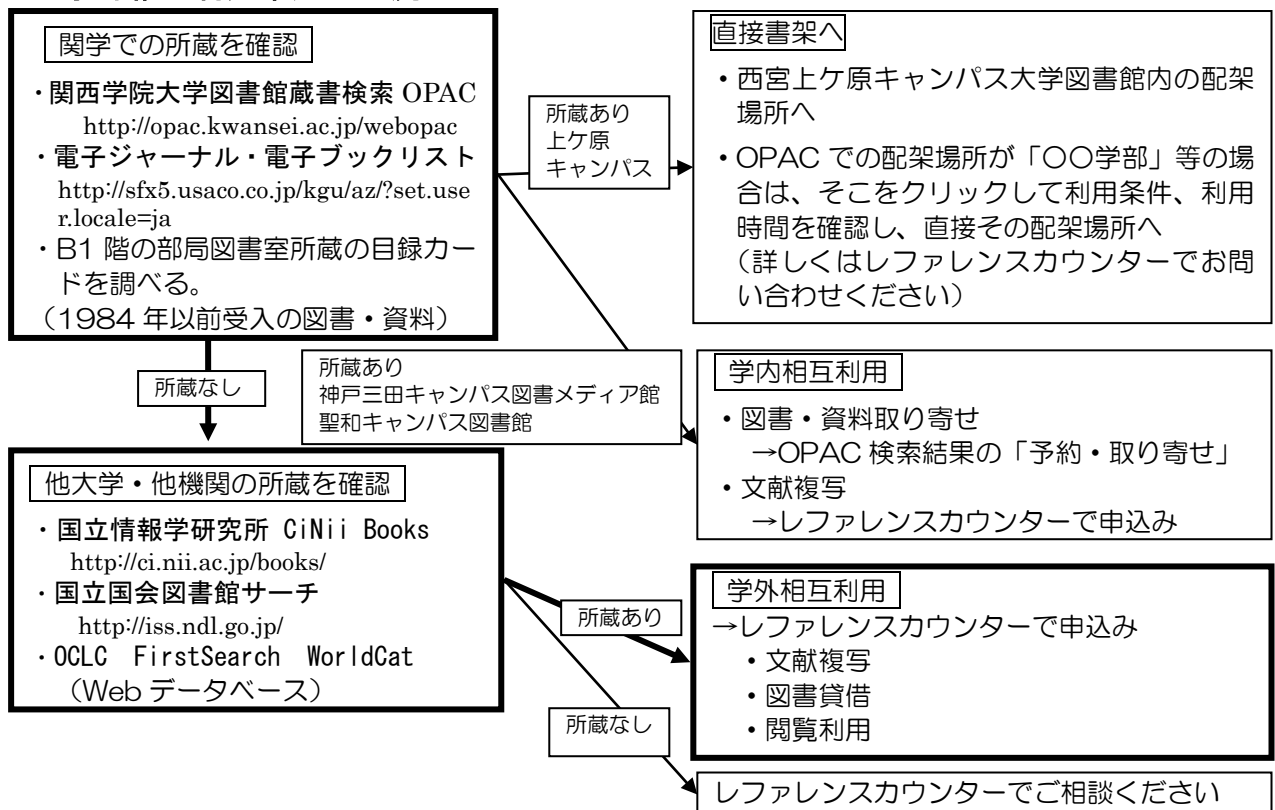 関学での所蔵を確認
・関西学院大学図書館蔵書検索 OPAC
http://opac.kwansei.ac.jp/webopac
・電子ジャーナル・電子ブックリスト
http://sfx5.usaco.co.jp/kgu/az/?set.use
r.locale=ja
・B1 階の部局図書室所蔵の目録カー
ドを調べる。
（1984 年以前受入の図書・資料）
所蔵あり
上ケ原
キャンパス
直接書架へ
・西宮上ケ原キャンパス大学図書館内の配架
場所へ
・OPAC での配架場所が「〇〇学部」等の場
合は、そこをクリックして利用条件、利用
時間を確認し、直接その配架場所へ
（詳しくはレファレンスカウンターでお問
い合わせください）
所蔵なし
所蔵あり
神戸三田キャンパス図書メディア館
聖和キャンパス図書館
学内相互利用
・図書・資料取り寄せ
→OPAC 検索結果の「予約・取り寄せ」
・文献複写
→レファレンスカウンターで申込み
他大学・他機関の所蔵を確認
・国立情報学研究所 CiNii Books
http://ci.nii.ac.jp/books/
・国立国会図書館サーチ
http://iss.ndl.go.jp/
・OCLC FirstSearch WorldCat
（Web データベース）
所蔵あり
学外相互利用
→レファレンスカウンターで申込み
・文献複写
・図書貸借
・閲覧利用
所蔵なし
レファレンスカウンターでご相談ください